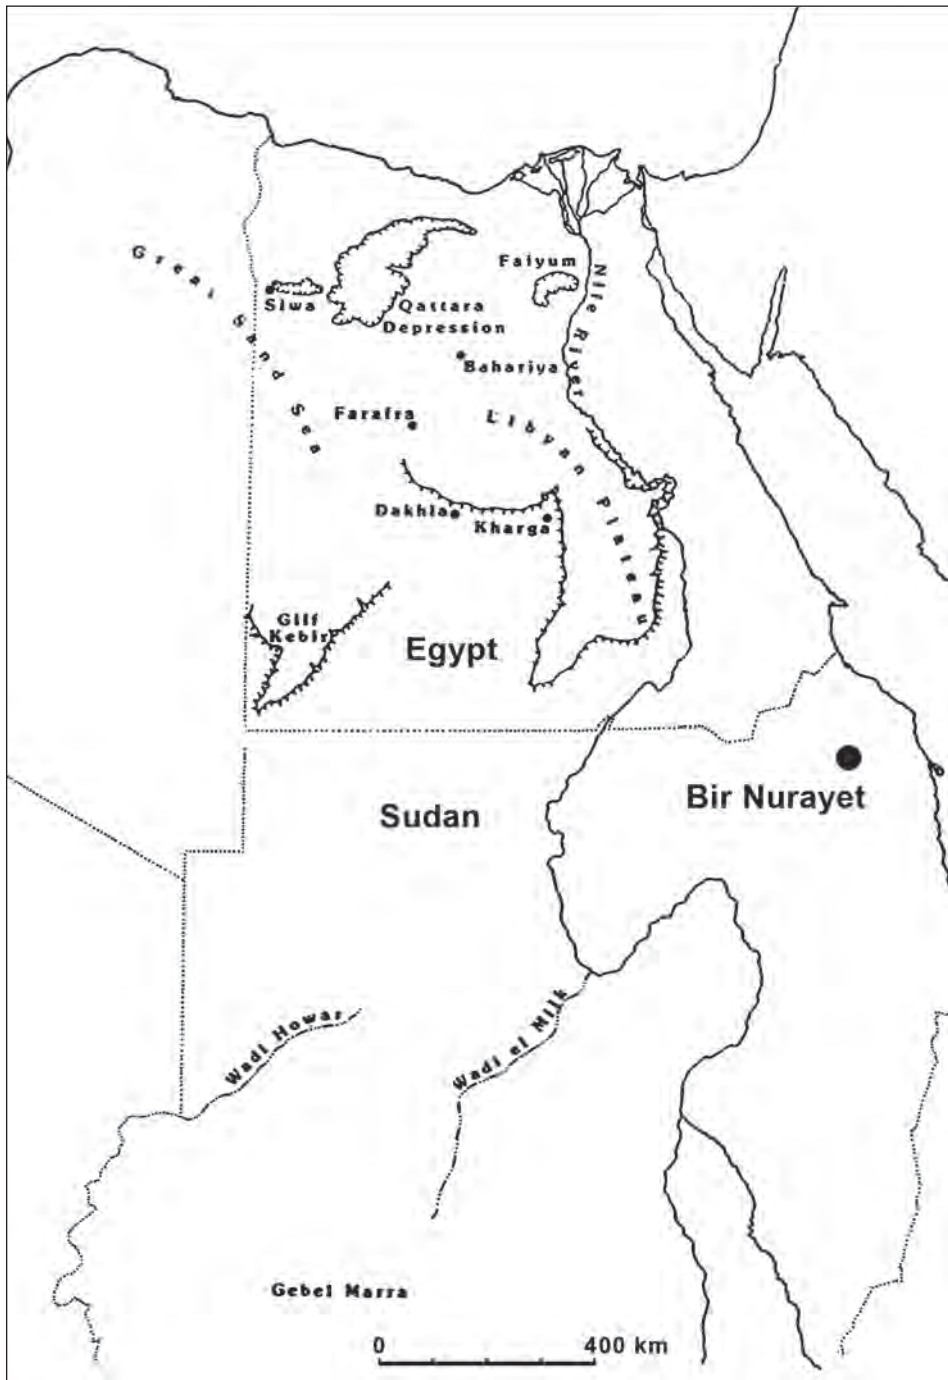 Great Sand Sea
Siwa
Qattara
Depression
Faiyum
Nile River
Bahariya
Farafra
Libyan Plateau
Dakhla
Kharga
Gilf
Kebir
Egypt
Sudan
Bir Nurayet
Wadi Howar
Wadi el Milk
Gebel Marra
0 400 km